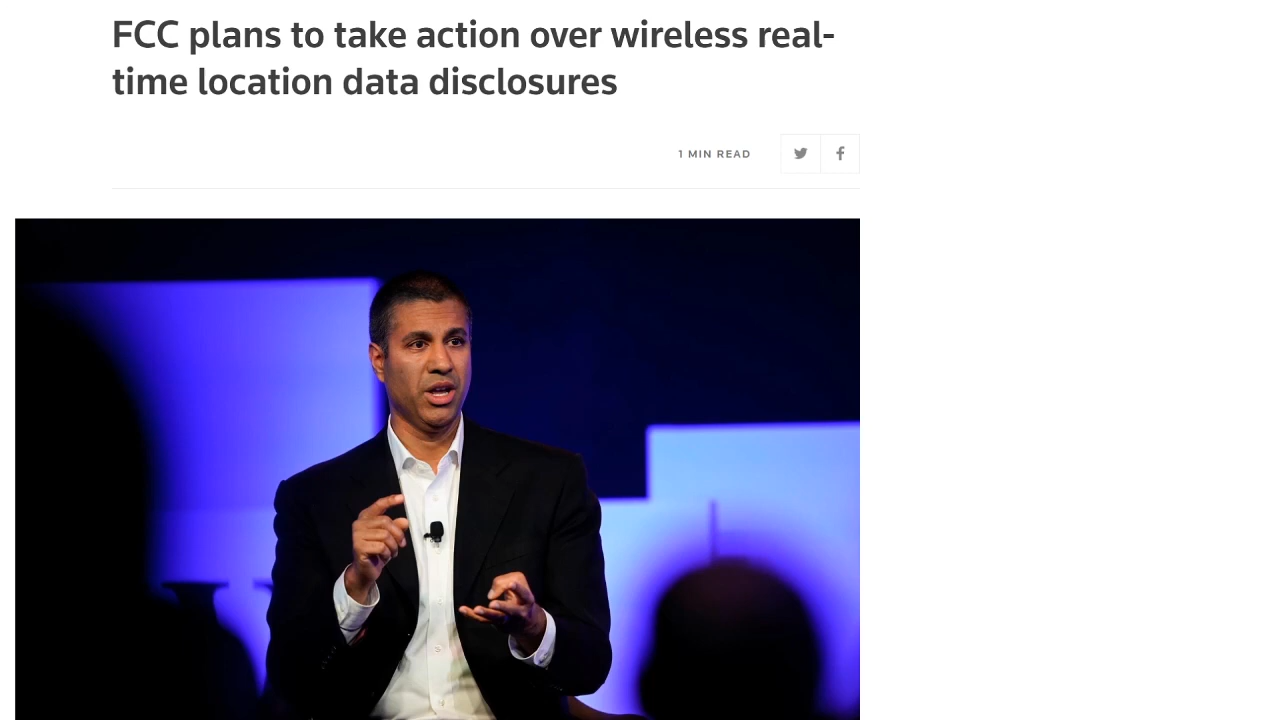 FCC plans to take action over wireless real-
time location data disclosures
1 MIN READ